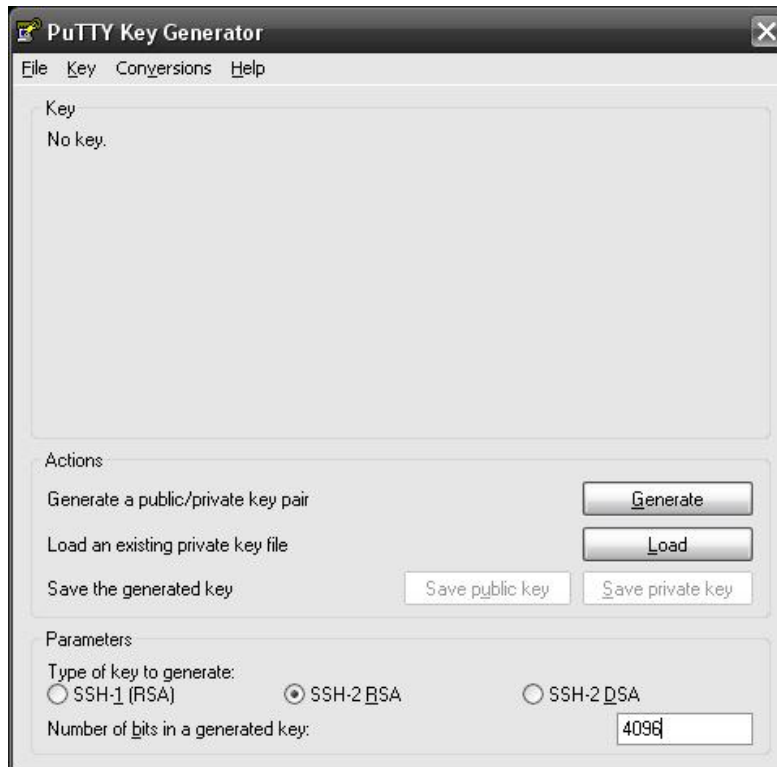 PuTTY Key Generator
File Key Conversions Help
Key
No key.
Actions
Generate a public/private key pair
Generate
Load an existing private key file
Load
Save the generated key
Save public key
Save private key
Parameters
Type of key to generate:
SSH-1 (RSA)
SSH-2 RSA
SSH-2 DSA
Number of bits in a generated key:
4096